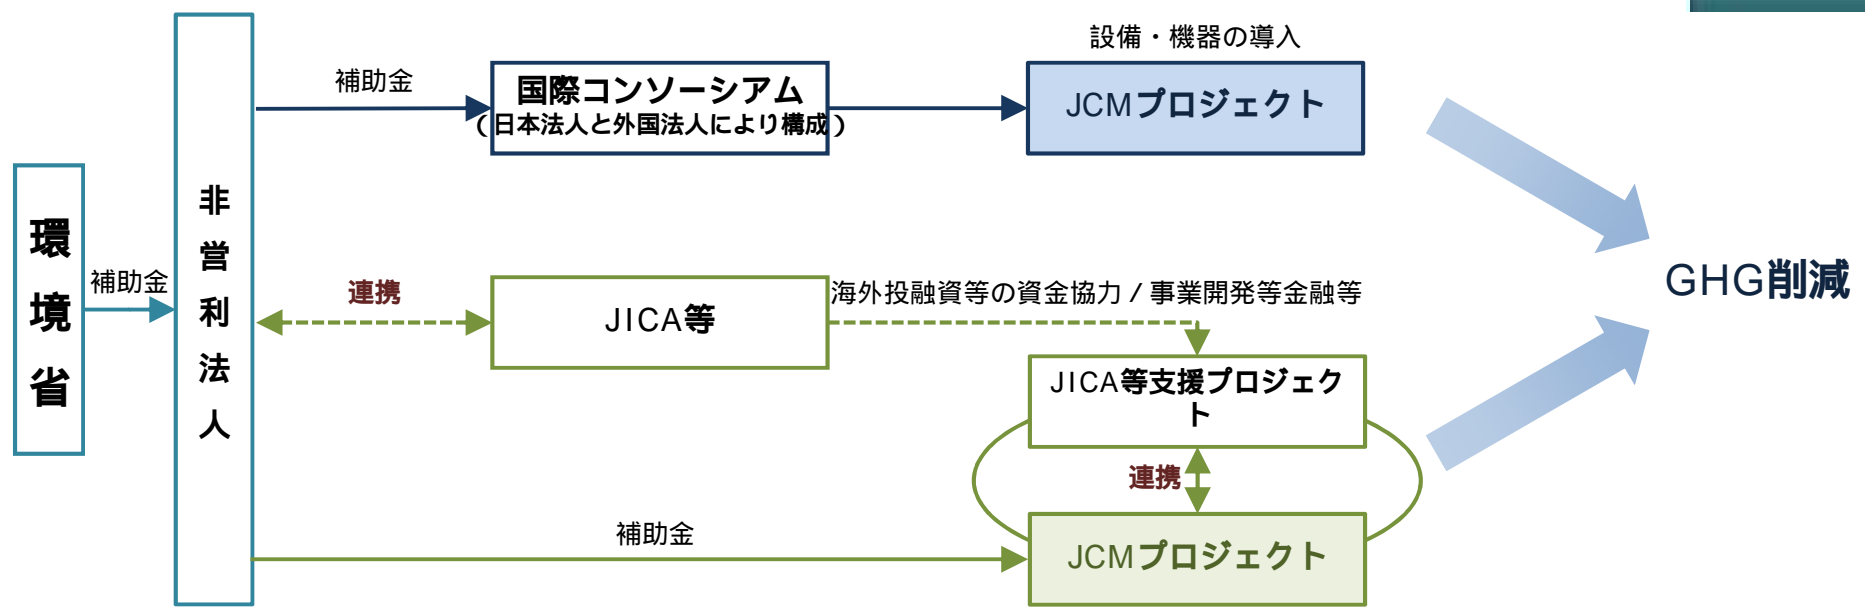 環境省
補助金
非営利法人
補助金
国際コンソーシアム
(日本法人と外国法人により構成)
設備・機器の導入
JCMプロジェクト
連携
JICA等
海外投融資等の資金協力/事業開発等金融等
JICA等支援プロジェク
ト
連携
補助金
JCMプロジェクト
GHG削減